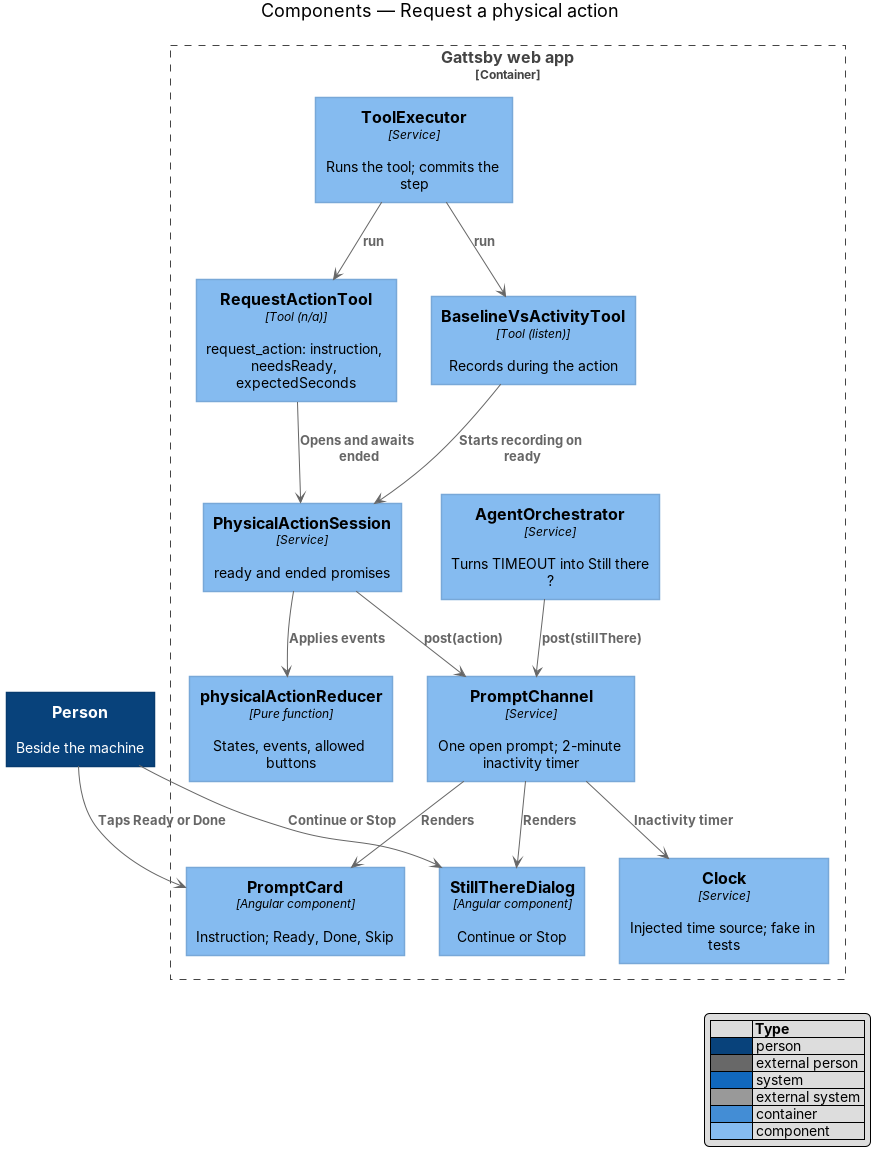 Components — Request a physical action
Gattsby web app
[Container]
ToolExecutor
[Service]
Runs the tool; commits the
step
run
run
RequestActionTool
[Tool (n/a)]
request_action: instruction,
needsReady,
expectedSeconds
BaselineVsActivityTool
[Tool (listen)]
Records during the action
Opens and awaits
ended
Starts recording on
ready
PhysicalActionSession
[Service]
ready and ended promises
AgentOrchestrator
[Service]
Turns TIMEOUT into Still there
?
Applies events
post(action)
post(stillThere)
Person
Beside the machine
physicalActionReducer
[Pure function]
States, events, allowed
buttons
PromptChannel
[Service]
One open prompt; 2-minute
inactivity timer
Taps Ready or Done
Continue or Stop
Renders
Renders
Inactivity timer
PromptCard
[Angular component]
Instruction; Ready, Done, Skip
StillThereDialog
[Angular component]
Continue or Stop
Clock
[Service]
Injected time source; fake in
tests
Type
person
external person
system
external system
container
component